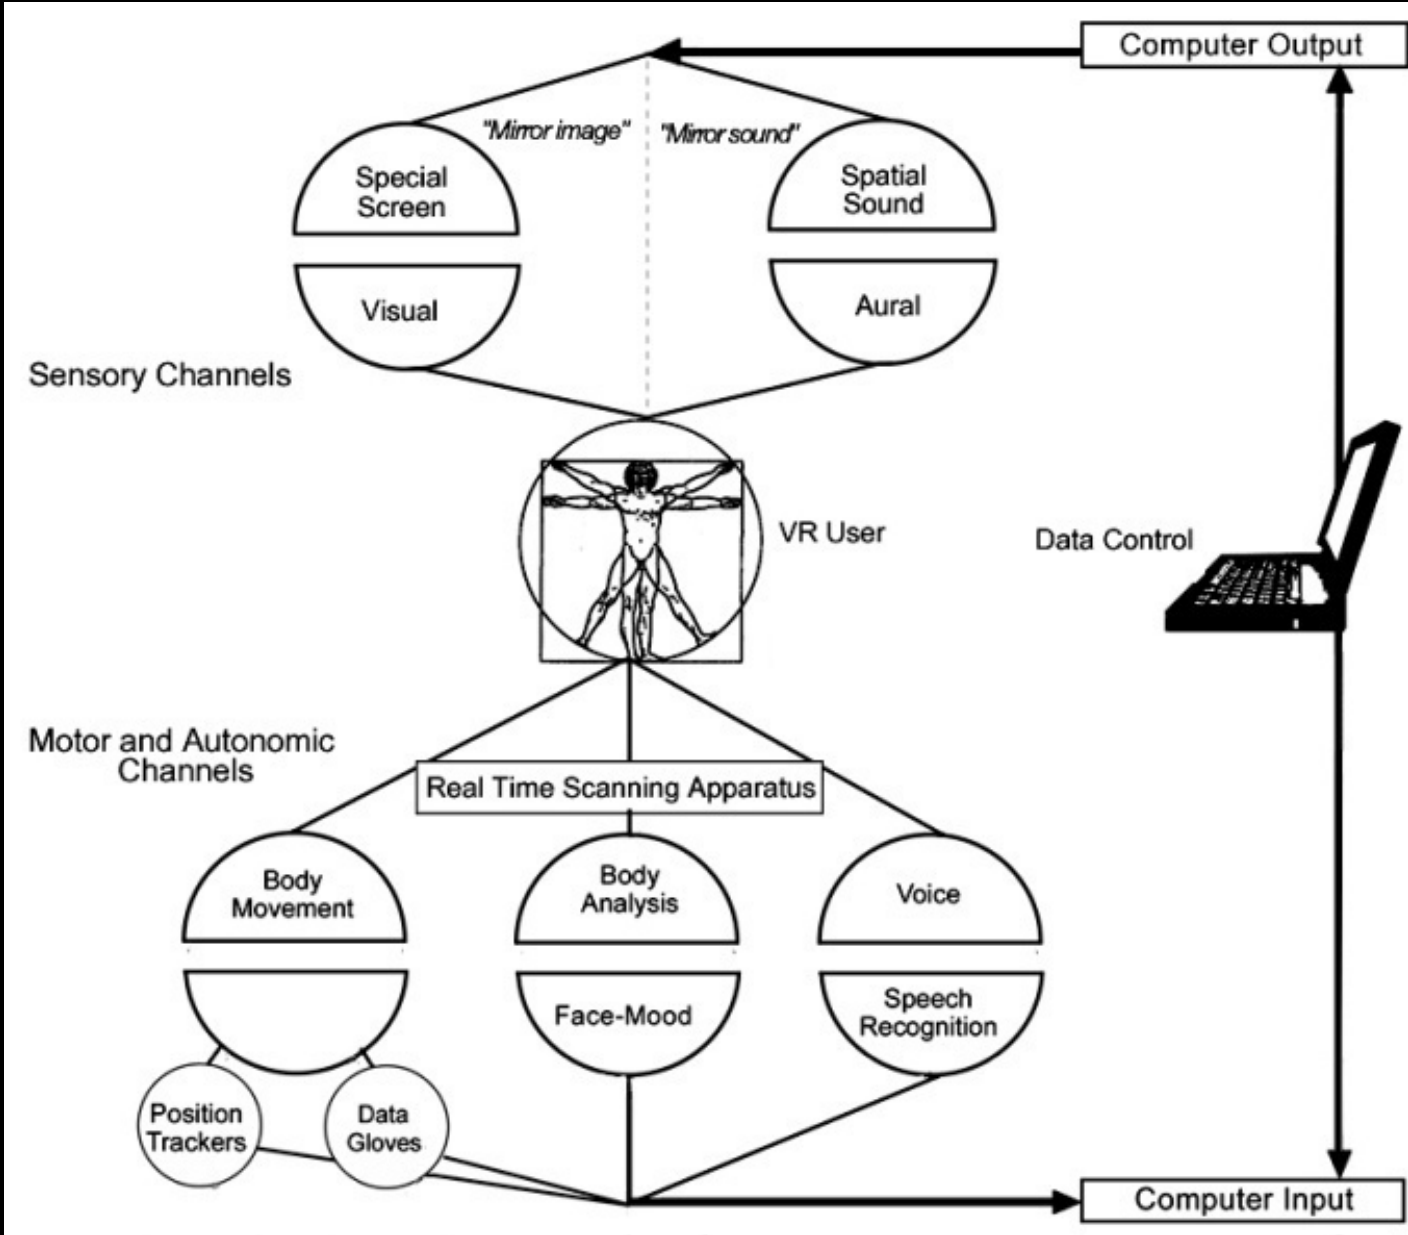 Computer Output
"Mirror image"
"Mirror sound"
Special
Screen
Spatial
Sound
Visual
Aural
Sensory Channels
VR User
Data Control
Motor and Autonomic
Channels
Real Time Scanning Apparatus
Body
Movement
Body
Analysis
Voice
Face-Mood
Speech
Recognition
Position
Trackers
Data
Gloves
Computer Input